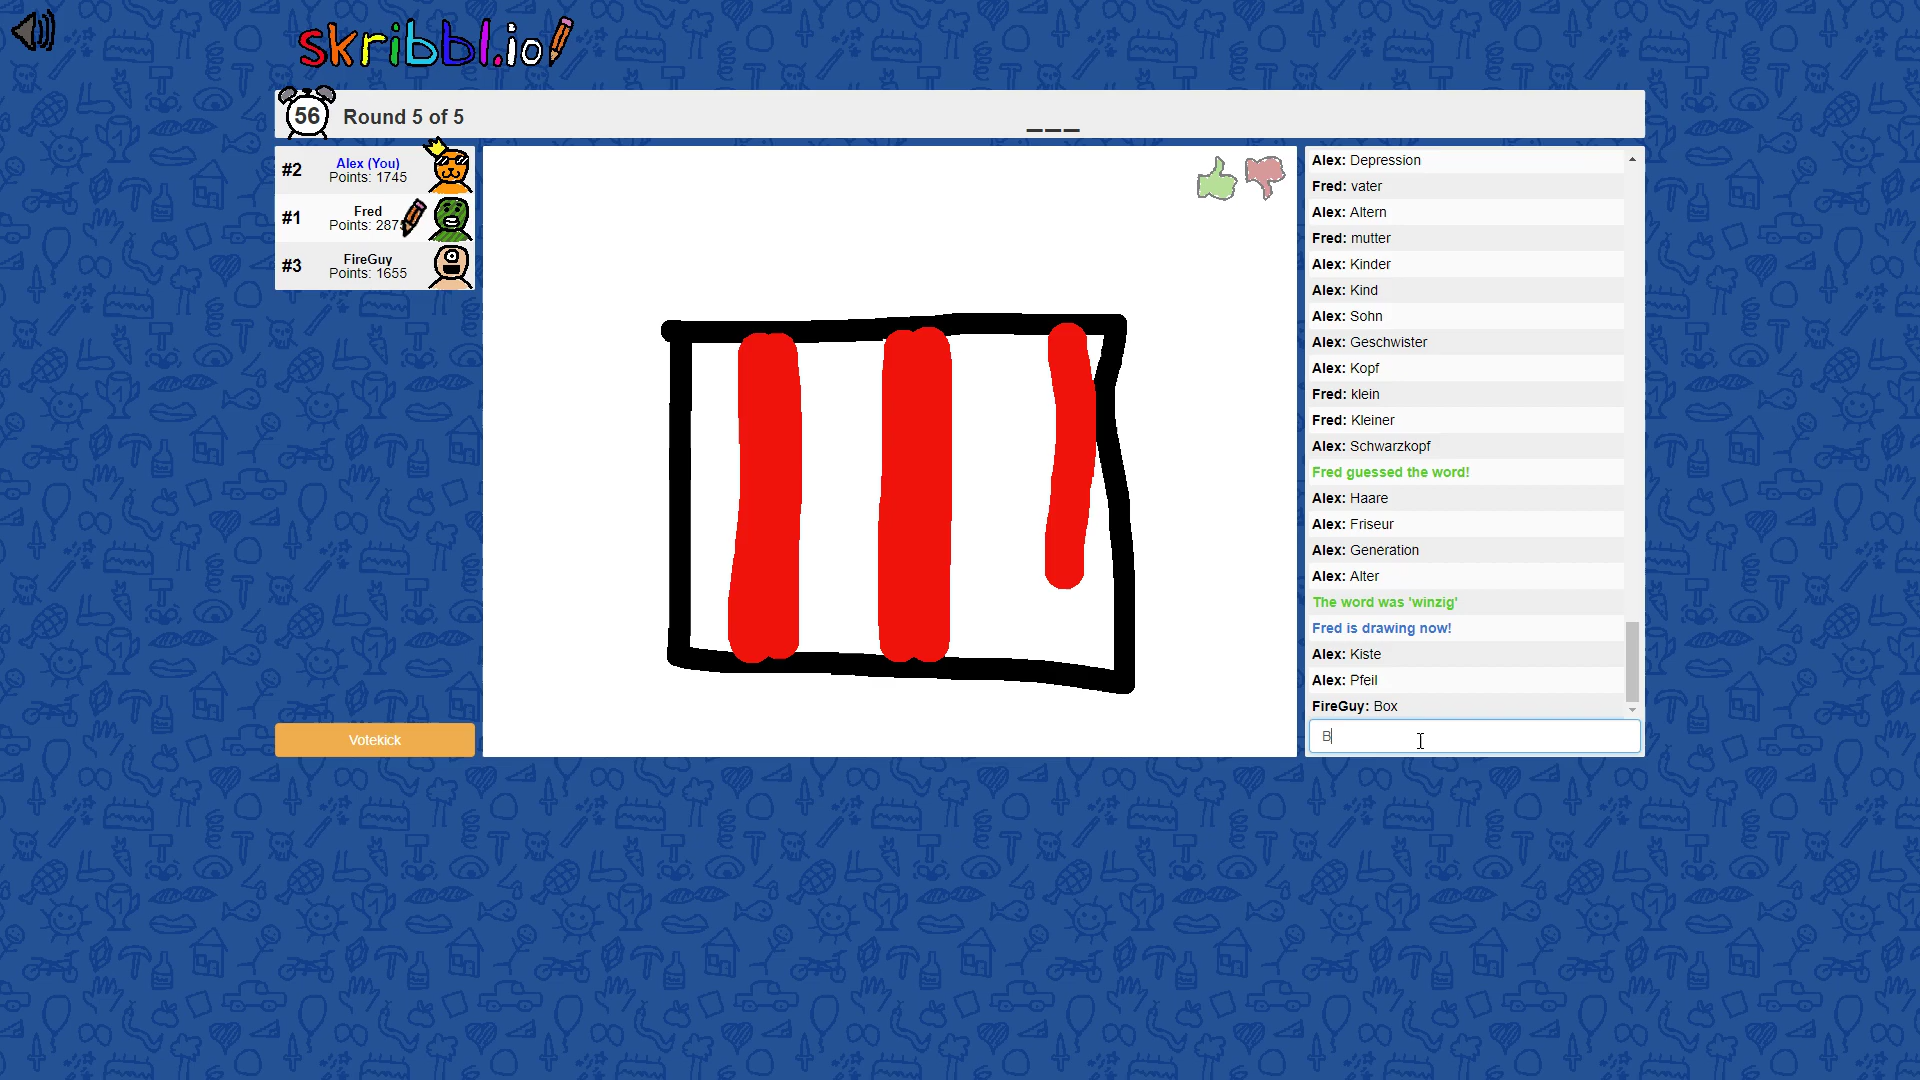 skribbl.io
56 Round 5 of 5
___
#2 Alex (You)
Points: 1745
#1 Fred
Points: 2875
#3 FireGuy
Points: 1655
Votekick
Alex: Depression
Fred: vater
Alex: Altern
Fred: mutter
Alex: Kinder
Alex: Kind
Alex: Sohn
Alex: Geschwister
Alex: Kopf
Fred: klein
Fred: Kleiner
Alex: Schwarzkopf
Fred guessed the word!
Alex: Haare
Alex: Friseur
Alex: Generation
Alex: Alter
The word was 'winzig'
Fred is drawing now!
Alex: Kiste
Alex: Pfeil
FireGuy: Box
B